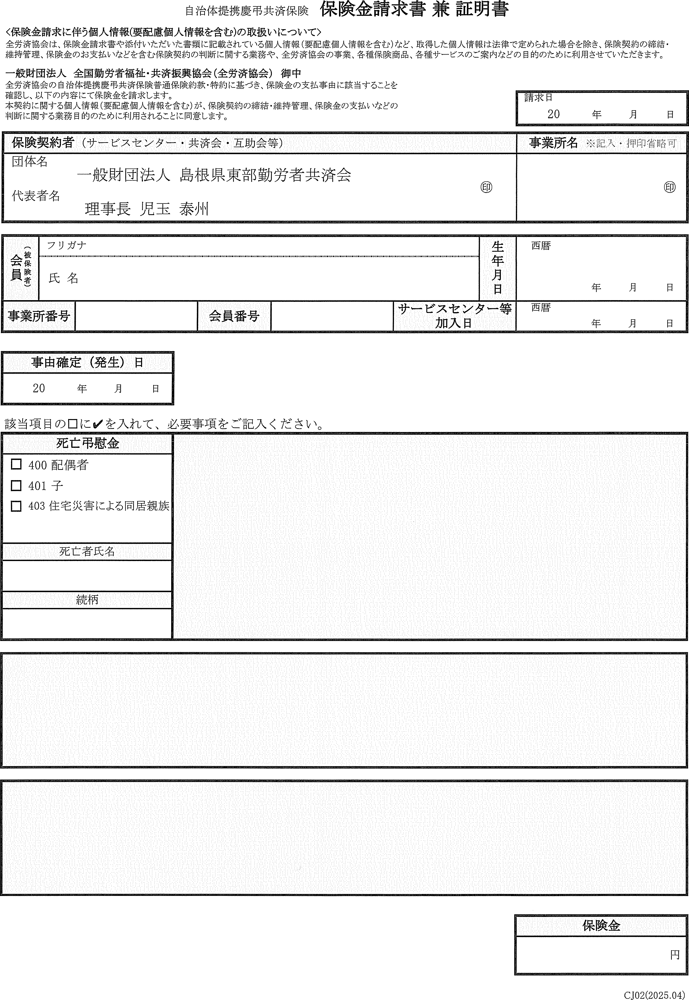 自治体提携慶弔共済保険 保険金請求書 兼 証明書
<保険金請求に伴う個人情報(要配慮個人情報を含む)の取扱いについて>
全労済協会は、保険金請求書や添付いただいた書類に記載されている個人情報(要配慮個人情報を含む)など、取得した個人情報は法律で定められた場合を除き、保険契約の締結・
維持管理、保険金のお支払いなどを含む保険契約の判断に関する業務や、全労済協会の事業、各種保険商品、各種サービスのご案内などの目的のために利用させていただきます。
一般財団法人 全国勤労者福祉・共済振興協会(全労済協会) 御中
全労済協会の自治体提携慶弔共済保険普通保険約款・特約に基づき、保険金の支払事由に該当することを
確認し、以下の内容にて保険金を請求します。
本契約に関する個人情報(要配慮個人情報を含む)が、保険契約の締結・維持管理、保険金の支払いなどの
判断に関する業務目的のために利用されることに同意します。
請求日
20 年 月 日
保険契約者(サービスセンター・共済会・互助会等)
事業所名 ※記入・押印省略可
団体名
一般財団法人 島根県東部勤労者共済会
㊞
㊞
代表者名
理事長 児玉 泰州
会員(被保険者)
フリガナ
氏 名
生年月日
西暦
年 月 日
事業所番号
会員番号
サービスセンター等
加入日
西暦
年 月 日
事由確定(発生)日
20 年 月 日
該当項目の□に✔を入れて、必要事項をご記入ください。
死亡弔慰金
□ 400 配偶者
□ 401 子
□ 403 住宅災害による同居親族
死亡者氏名
続柄
保険金
円
CJ02(2025.04)